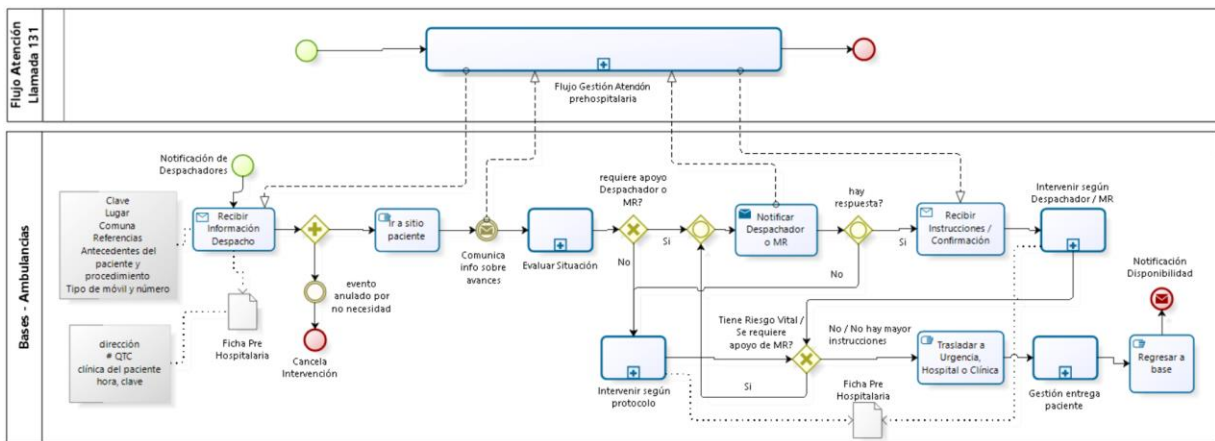 Flujo Atención
Llamada 131
Flujo Gestión Atención
prehospitalaria
Bases - Ambulancias
Notificación de
Despachadores
Clave
Lugar
Comuna
Referencias
Antecedentes del
paciente y
procedimiento
Tipo de móvil y número
dirección
# QTC
clínica del paciente
hora, clave
Recibir
Información
Despacho
Ficha Pre
Hospitalaria
evento
anulado por
no necesidad
Cancela
Intervención
Ir a sitio
paciente
Comunica
info sobre
avances
Evaluar Situación
requiere apoyo
Despachador o
MR?
Si
No
Notificar
Despachador
o MR
hay
respuesta?
Si
No
Recibir
Instrucciones /
Confirmación
Intervenir según
Despachador / MR
Notificación
Disponibilidad
Intervenir según
protocolo
Tiene Riesgo Vital /
Se requiere
apoyo de MR?
Si
No / No hay mayor
instrucciones
Trasladar a
Urgencia,
Hospital o Clínica
Gestión entrega
paciente
Regresar a
base
Ficha Pre
Hospitalaria